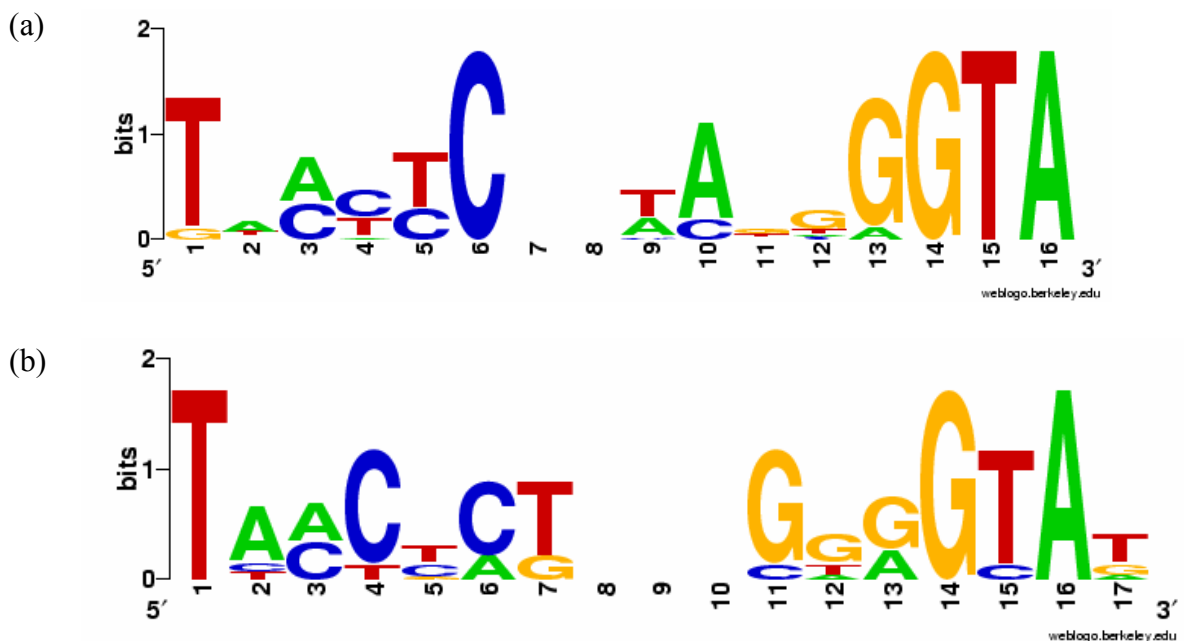 (a)
2
1
0
bits
T A A C T C T A G G G G T A
G T C T C A C T T A
A C C
1 2 3 4 5 6 7 8 9 10 11 12 13 14 15 16
5′ 3′
weblogo.berkeley.edu
(b)
2
1
0
bits
T A A C T C T G G G G T A T
C C T C A G C T A C G
T G A A
1 2 3 4 5 6 7 8 9 10 11 12 13 14 15 16 17
5′ 3′
weblogo.berkeley.edu